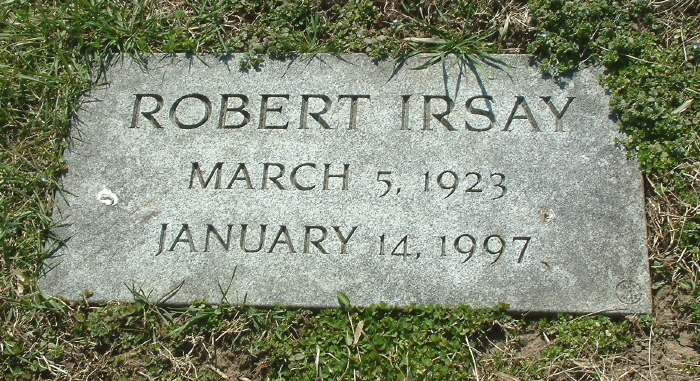 ROBERT IRSAY
MARCH 5, 1923
JANUARY 14, 1997